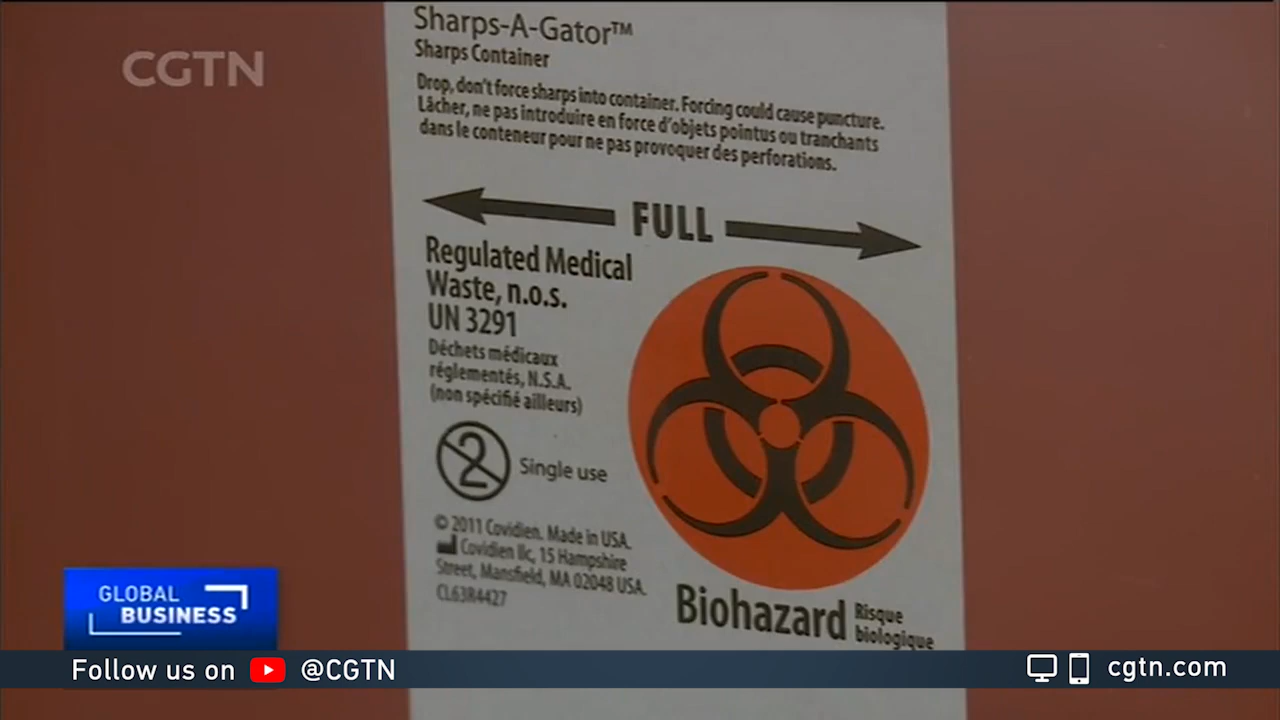 CGTN
Sharps-A-Gator™
Sharps Container
Drop, don't force sharps into container. Forcing could cause puncture.
Lâcher, ne pas introduire en force d'objets pointus ou tranchants
dans le conteneur pour ne pas provoquer des perforations.
FULL
Regulated Medical
Waste, n.o.s.
UN 3291
Déchets médicaux
réglementés, N.S.A.
(non spécifié ailleurs)
2 Single use
© 2011 Covidien. Made in USA.
Covidien llc, 15 Hampshire
Street, Mansfield, MA 02048 USA.
CL63R4427
Biohazard
Risque
biologique
GLOBAL
BUSINESS
Follow us on @CGTN
cgtn.com